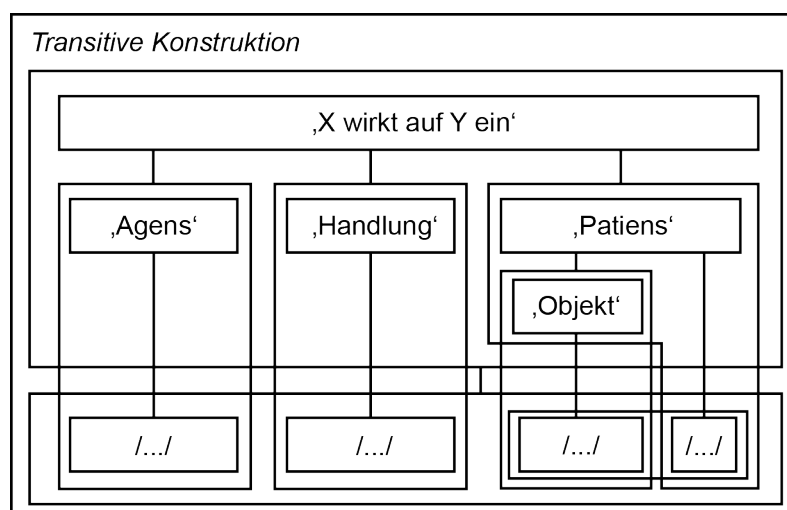 Transitive Konstruktion
‚X wirkt auf Y ein‘
‚Agens‘ ‚Handlung‘ ‚Patiens‘
‚Objekt‘
/.../ /.../ /.../ /.../